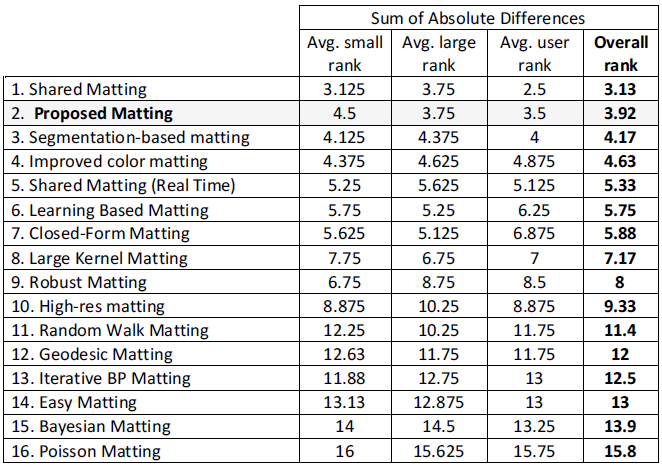 Sum of Absolute Differences
Avg. small rank Avg. large rank Avg. user rank Overall rank
1. Shared Matting 3.125 3.75 2.5 3.13
2. Proposed Matting 4.5 3.75 3.5 3.92
3. Segmentation-based matting 4.125 4.375 4 4.17
4. Improved color matting 4.375 4.625 4.875 4.63
5. Shared Matting (Real Time) 5.25 5.625 5.125 5.33
6. Learning Based Matting 5.75 5.25 6.25 5.75
7. Closed-Form Matting 5.625 5.125 6.875 5.88
8. Large Kernel Matting 7.75 6.75 7 7.17
9. Robust Matting 6.75 8.75 8.5 8
10. High-res matting 8.875 10.25 8.875 9.33
11. Random Walk Matting 12.25 10.25 11.75 11.4
12. Geodesic Matting 12.63 11.75 11.75 12
13. Iterative BP Matting 11.88 12.75 13 12.5
14. Easy Matting 13.13 12.875 13 13
15. Bayesian Matting 14 14.5 13.25 13.9
16. Poisson Matting 16 15.625 15.75 15.8